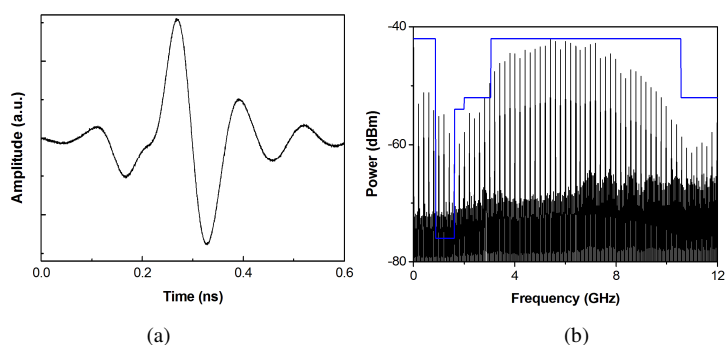 Amplitude (a.u.)
0.0 0.2 0.4 0.6
Time (ns)
(a)
-40
-60
-80
Power (dBm)
0 4 8 12
Frequency (GHz)
(b)